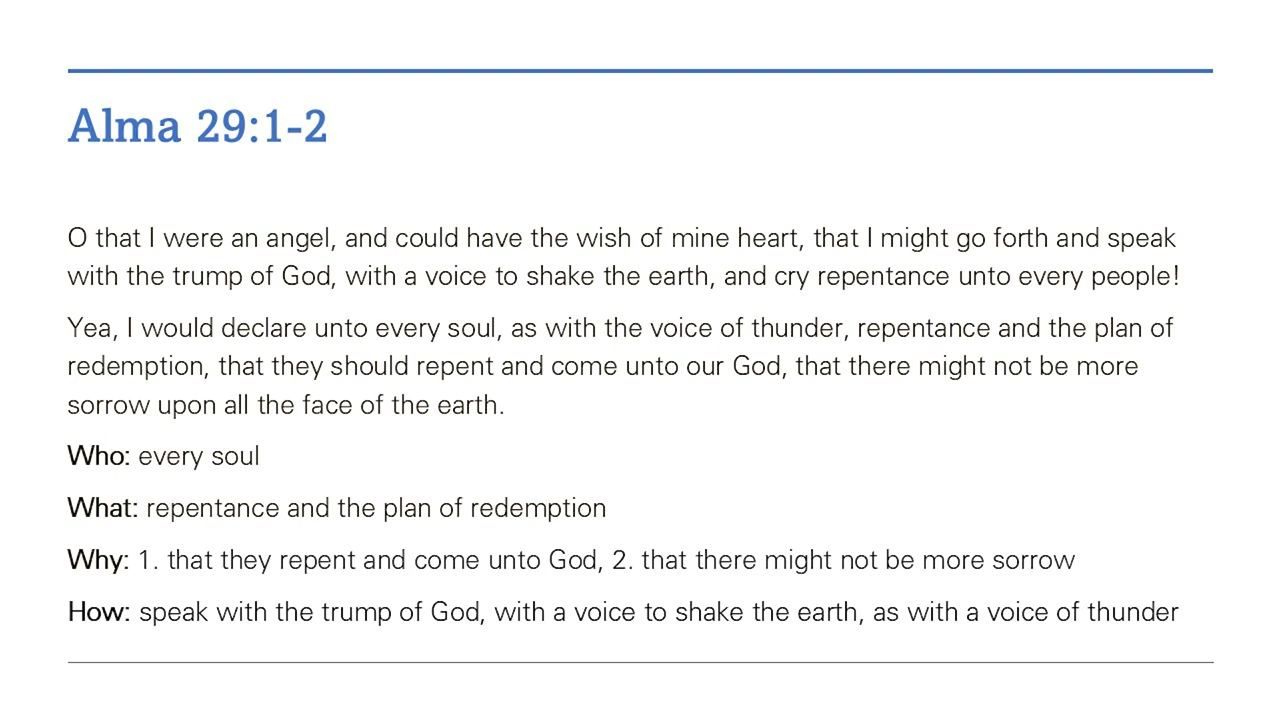 Alma 29:1-2
O that I were an angel, and could have the wish of mine heart, that I might go forth and speak
with the trump of God, with a voice to shake the earth, and cry repentance unto every people!
Yea, I would declare unto every soul, as with the voice of thunder, repentance and the plan of
redemption, that they should repent and come unto our God, that there might not be more
sorrow upon all the face of the earth.
Who: every soul
What: repentance and the plan of redemption
Why: 1. that they repent and come unto God, 2. that there might not be more sorrow
How: speak with the trump of God, with a voice to shake the earth, as with a voice of thunder